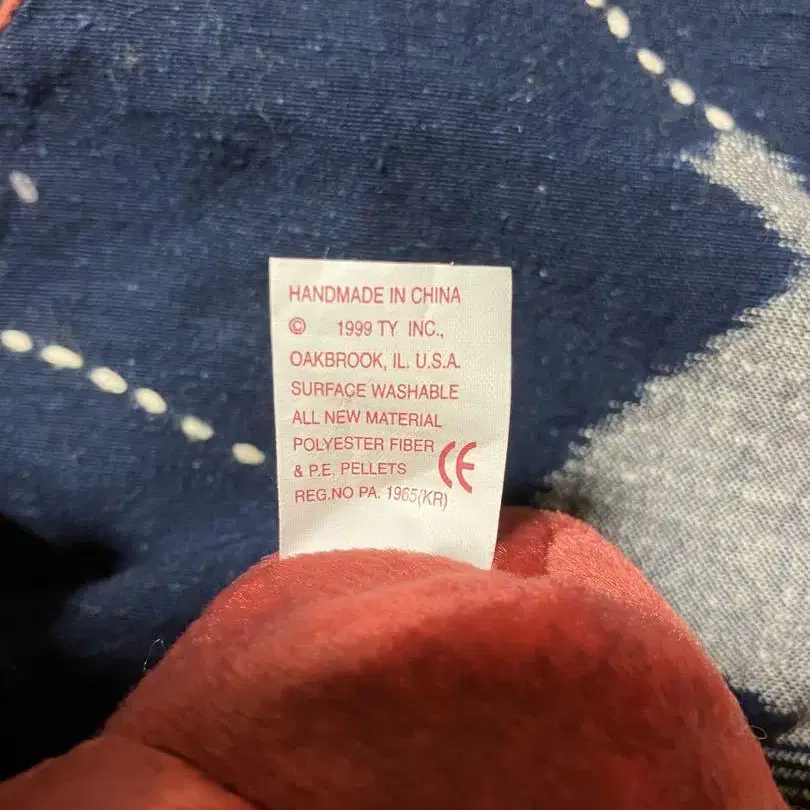 HANDMADE IN CHINA
© 1999 TY INC.,
OAKBROOK, IL. U.S.A.
SURFACE WASHABLE
ALL NEW MATERIAL
POLYESTER FIBER
& P.E. PELLETS CE
REG.NO PA. 1965(KR)